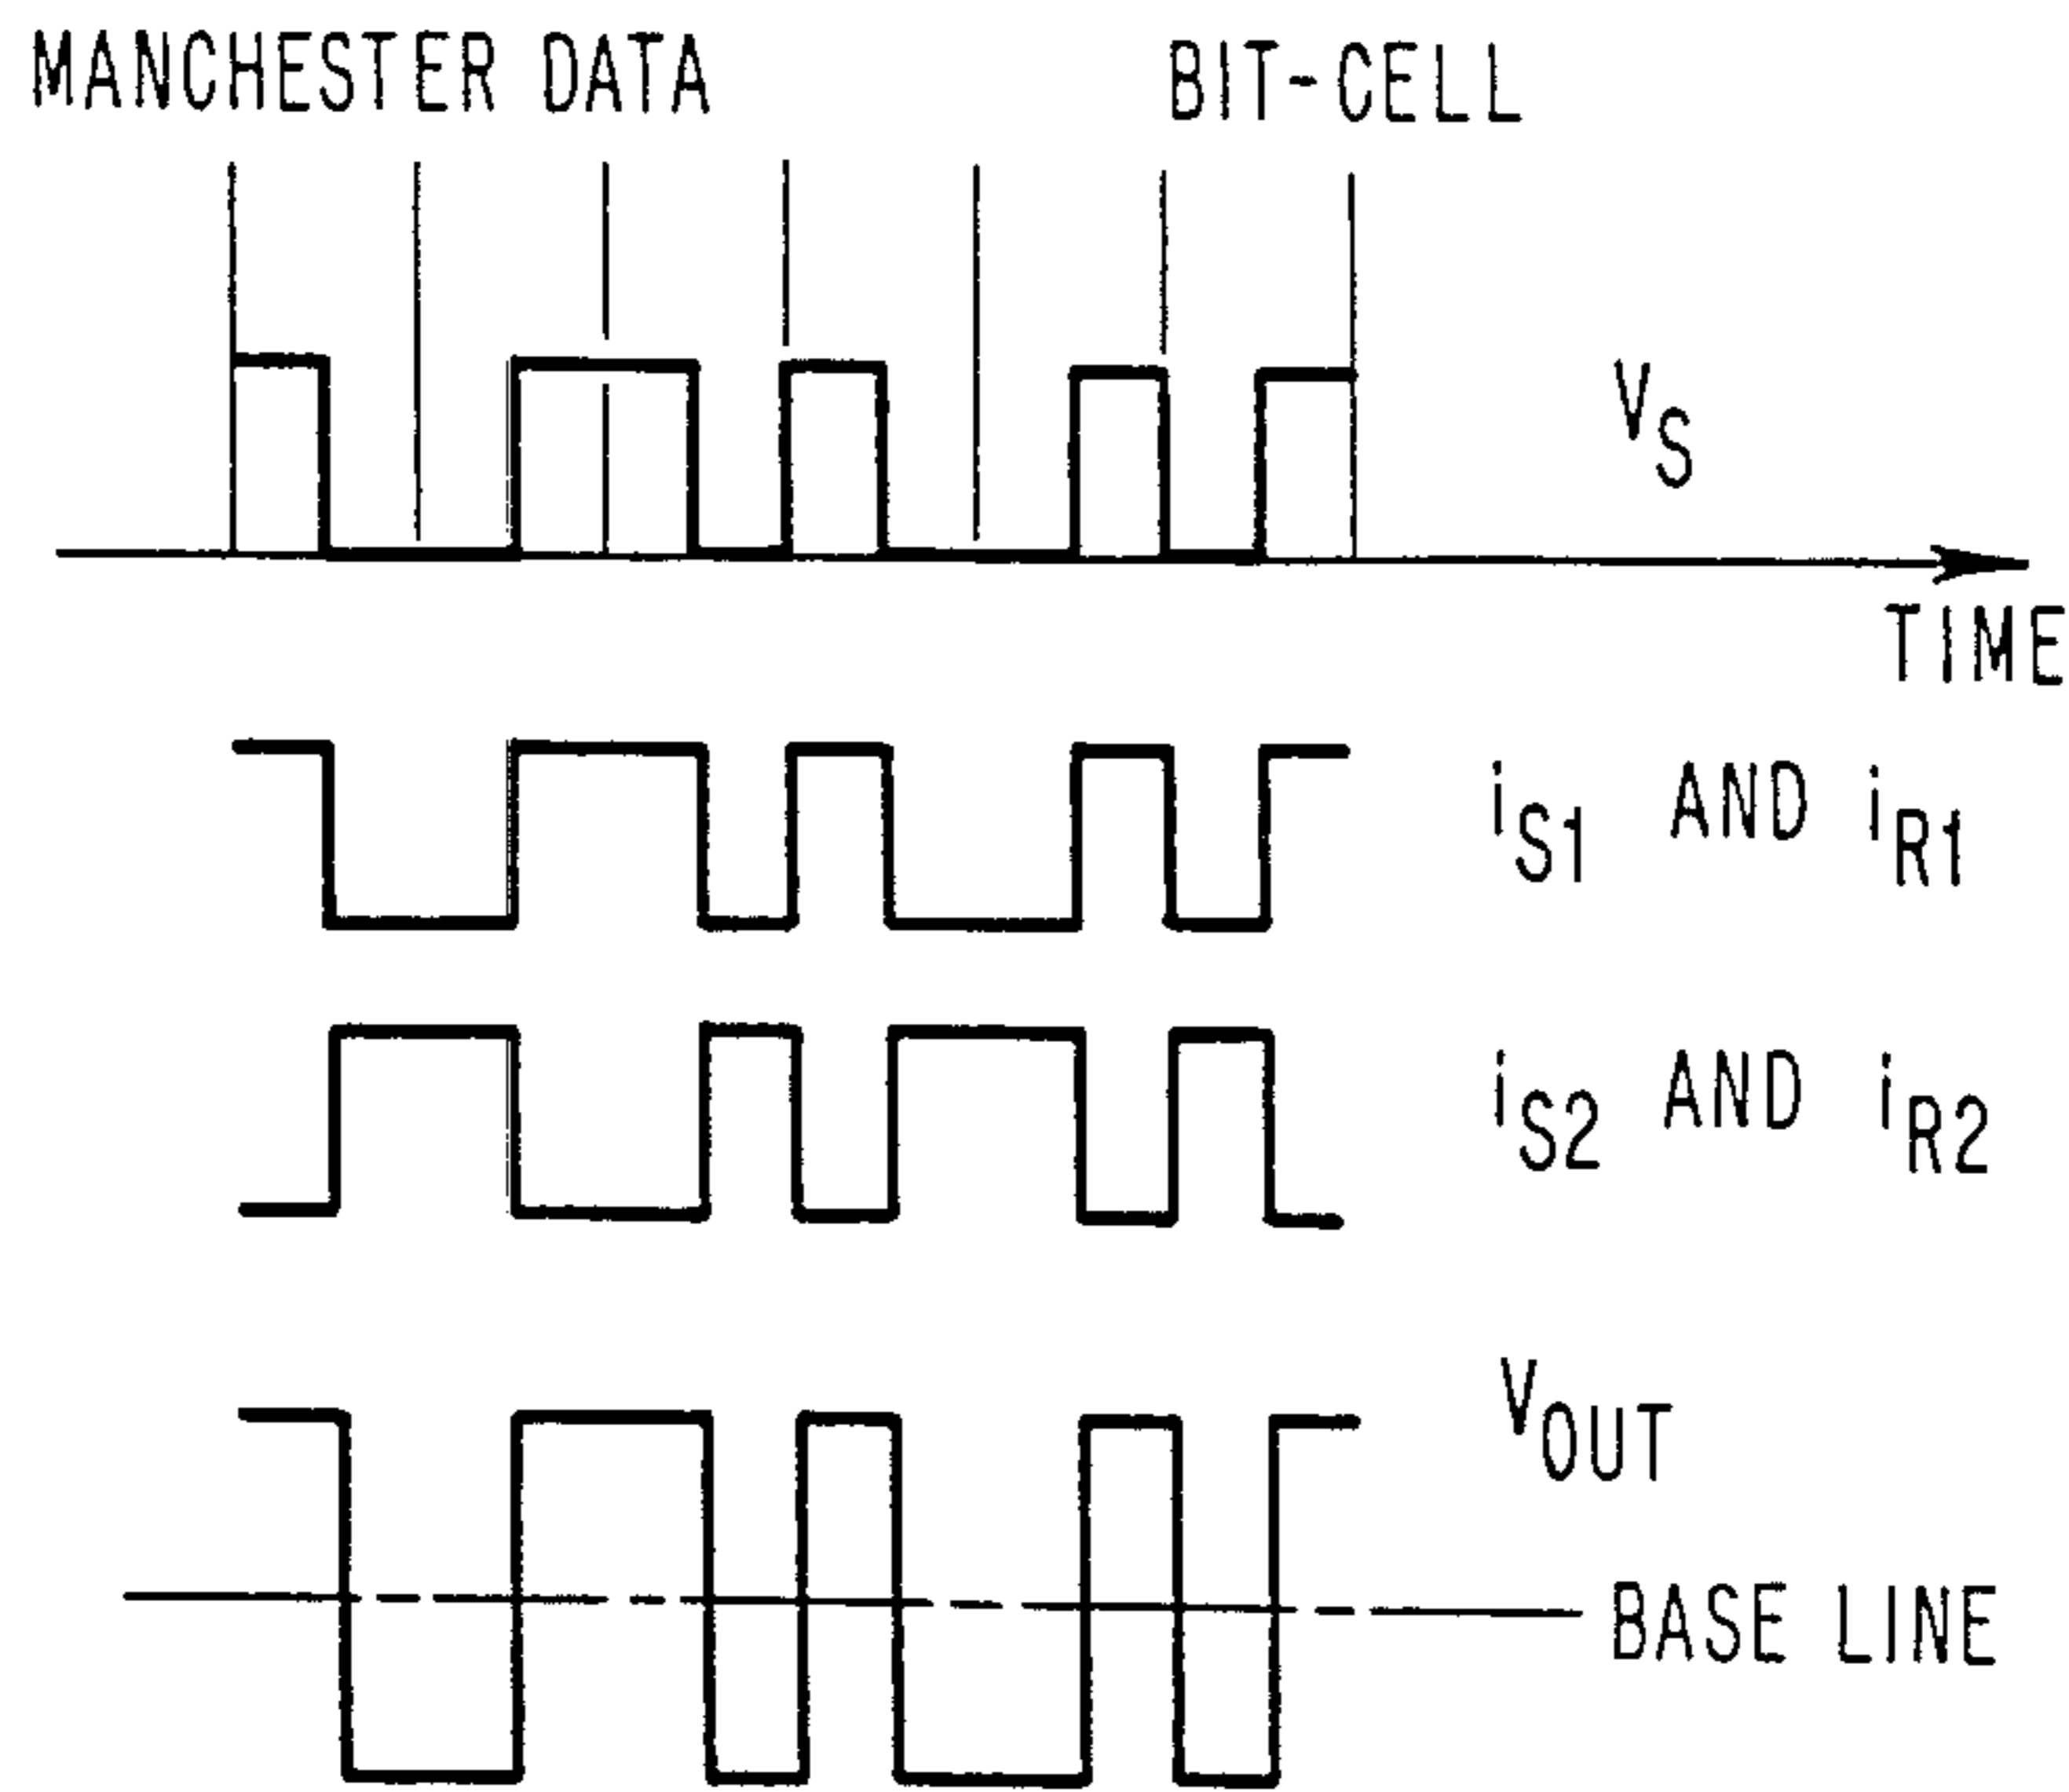 MANCHESTER DATA
BIT-CELL
VS
TIME
iS1 AND iR1
iS2 AND iR2
VOUT
BASE LINE